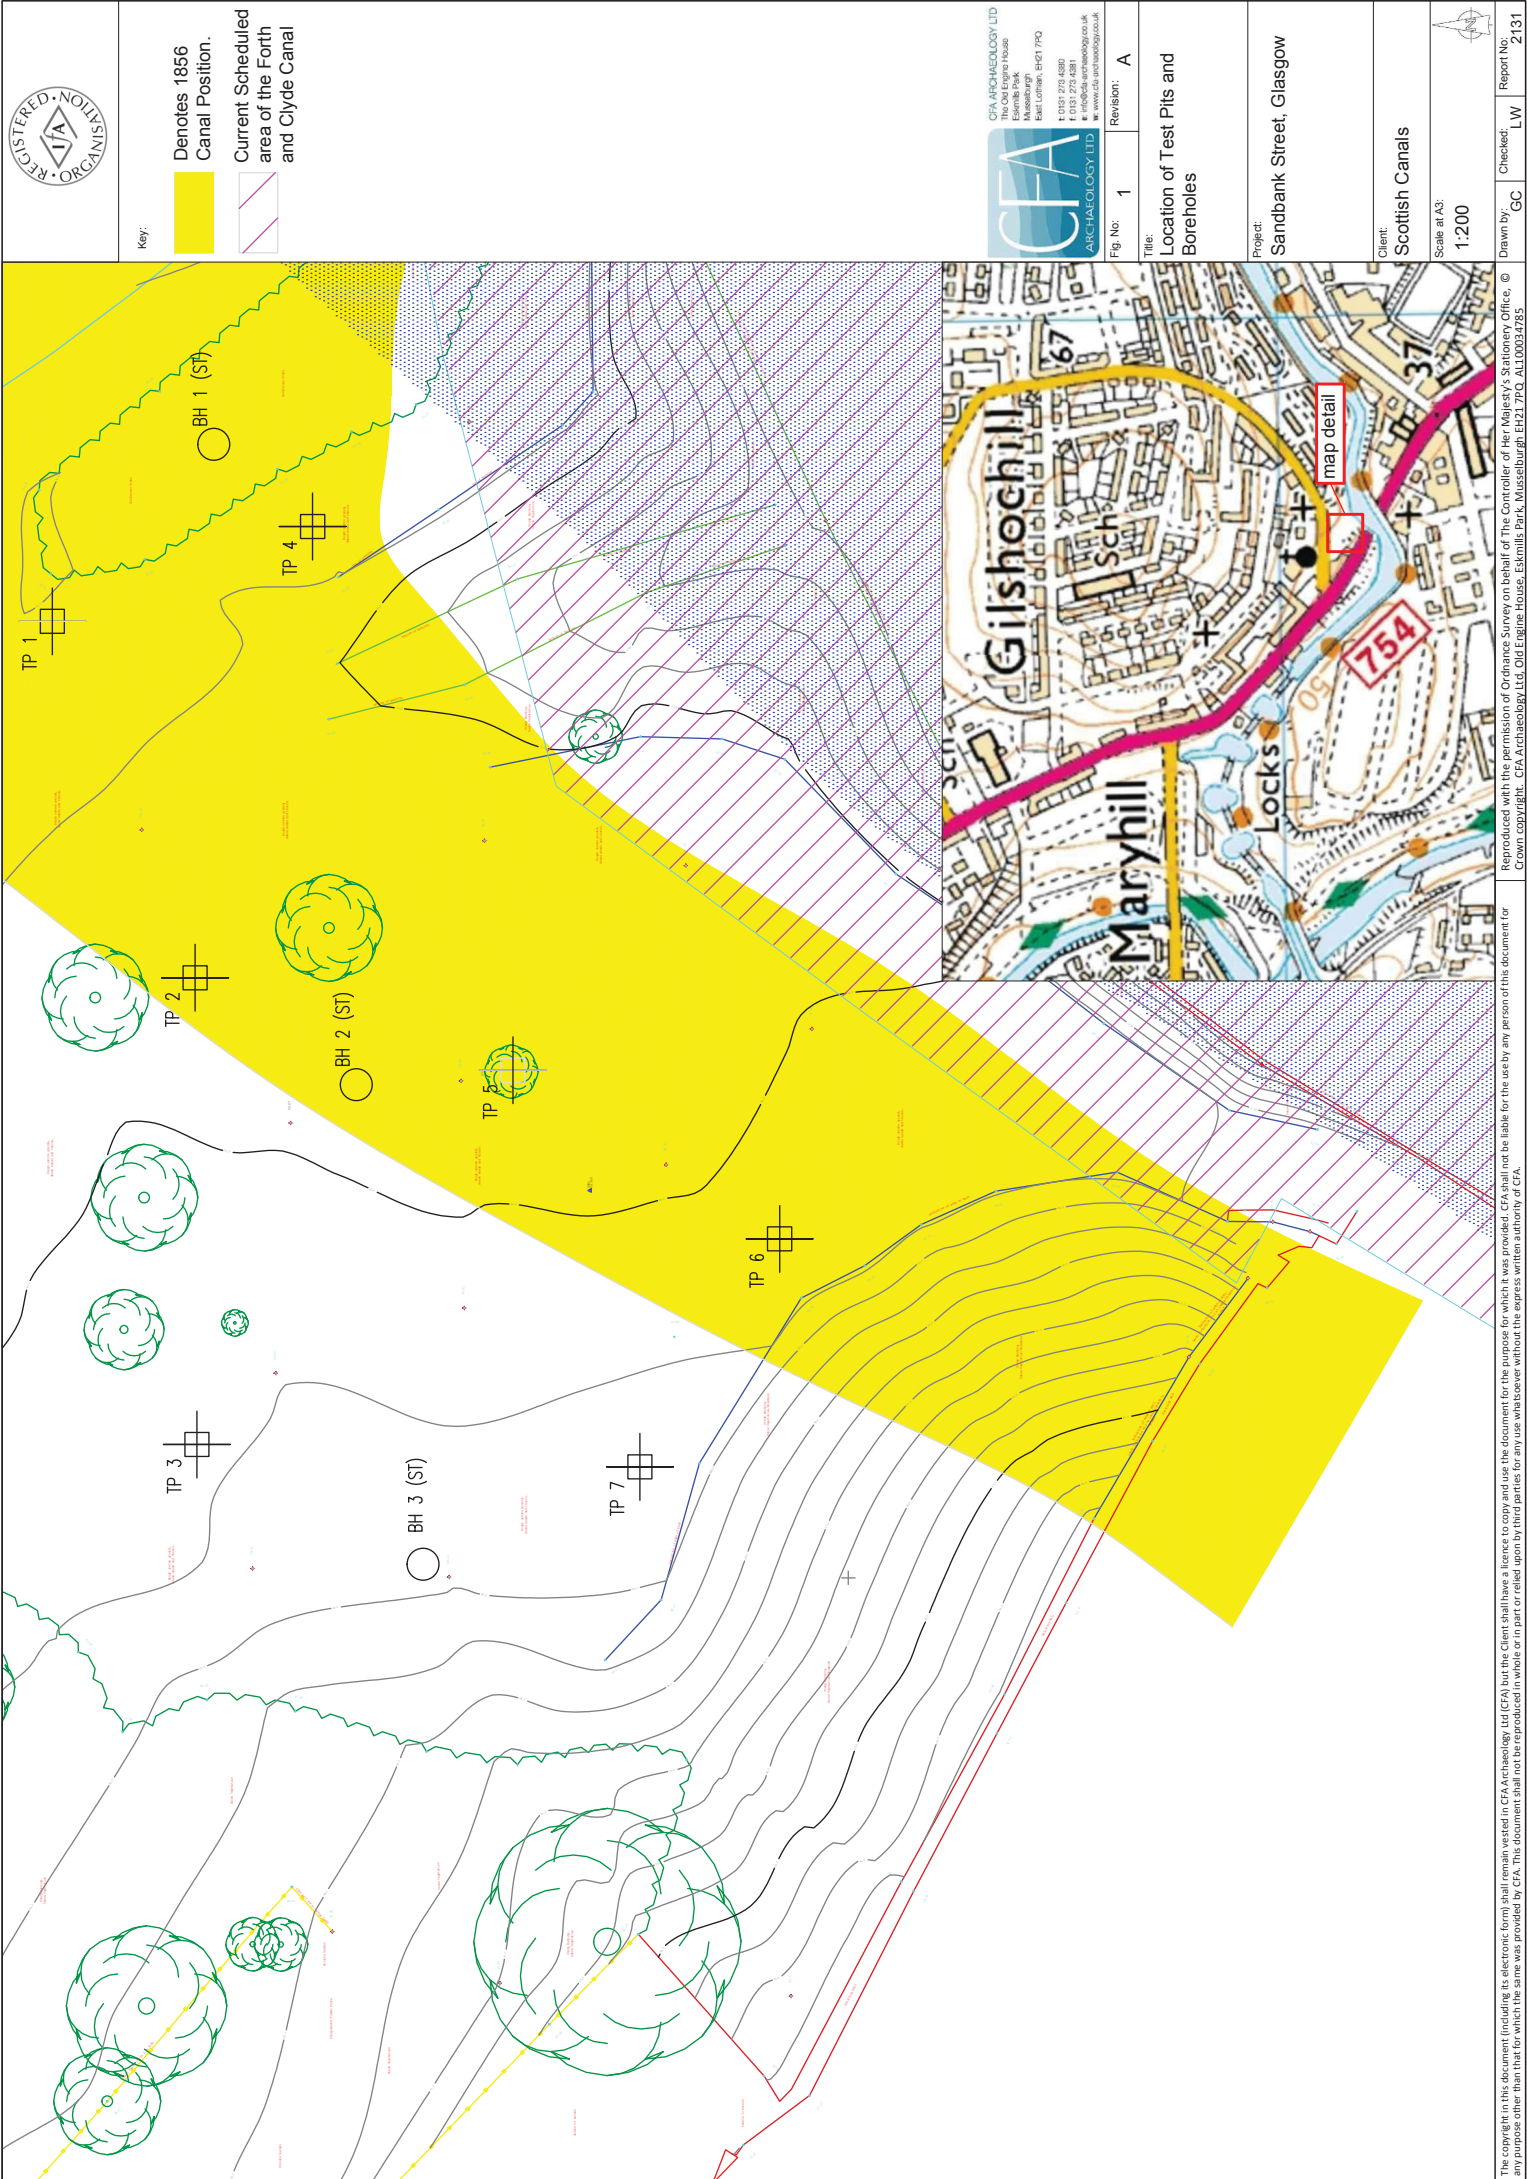 REGISTERED · ORGANISATION ·
IfA
Key:
Denotes 1856
Canal Position.
Current Scheduled
area of the Forth
and Clyde Canal
CFA
ARCHAEOLOGY LTD
CFA ARCHAEOLOGY LTD
The Old Engine House
Eskmills Park
Musselburgh
East Lothian, EH21 7PQ
t: 0131 273 4380
f: 0131 273 4381
e: info@cfa-archaeology.co.uk
w: www.cfa-archaeology.co.uk
Fig. No:
1
Revision:
A
Title:
Location of Test Pits and
Boreholes
Project:
Sandbank Street, Glasgow
Client:
Scottish Canals
Scale at A3:
1:200
N
Drawn by:
GC
Checked:
LW
Report No:
2131
TP 1
BH 1 (ST)
TP 4
TP 2
BH 2 (ST)
TP 5
TP 6
TP 3
BH 3 (ST)
TP 7
Gilshochill
67
Sch
Sch
Maryhill
Locks
50
754
37
map detail
The copyright in this document (including its electronic form) shall remain vested in CFA Archaeology Ltd (CFA) but the Client shall have a licence to copy and use the document for the purpose for which it was provided. CFA shall not be liable for the use by any person of this document for
any purpose other than that for which the same was provided by CFA. This document shall not be reproduced in whole or in part or relied upon by third parties for any use whatsoever without the express written authority of CFA.
Reproduced with the permission of Ordnance Survey on behalf of The Controller of Her Majesty's Stationery Office, ©
Crown copyright. CFA Archaeology Ltd, Old Engine House, Eskmills Park, Musselburgh EH21 7PQ AL100034785